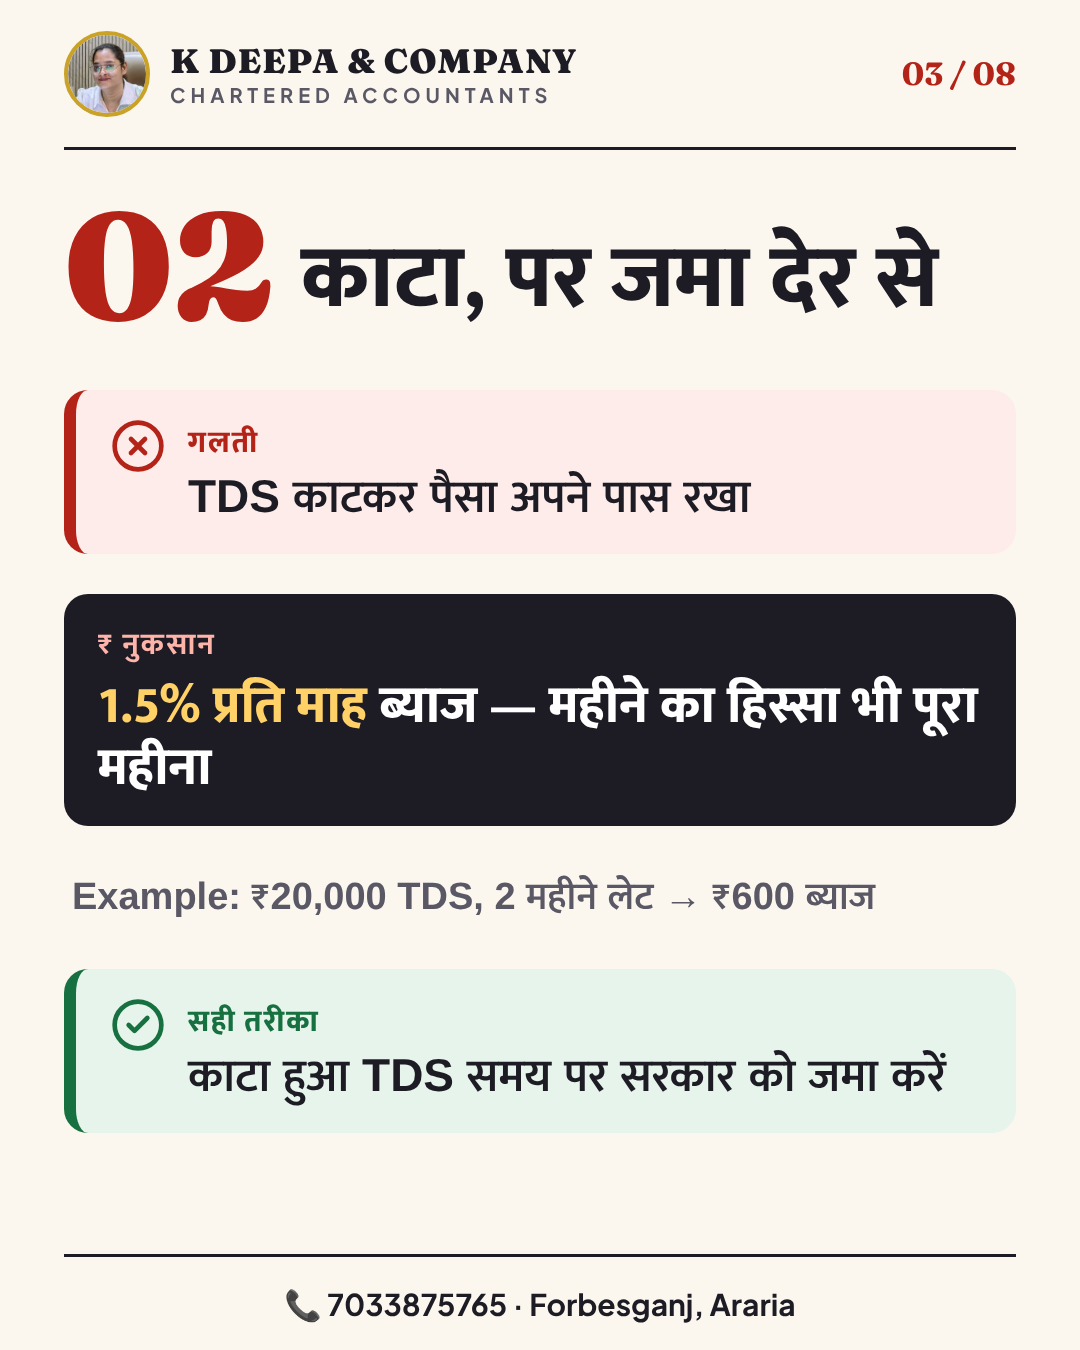 K DEEPA & COMPANY
CHARTERED ACCOUNTANTS
03 / 08
02 काटा, पर जमा देर से
गलती
TDS काटकर पैसा अपने पास रखा
₹ नुकसान
1.5% प्रति माह ब्याज — महीने का हिस्सा भी पूरा
महीना
Example: ₹20,000 TDS, 2 महीने लेट → ₹600 ब्याज
सही तरीका
काटा हुआ TDS समय पर सरकार को जमा करें
📞 7033875765 · Forbesganj, Araria